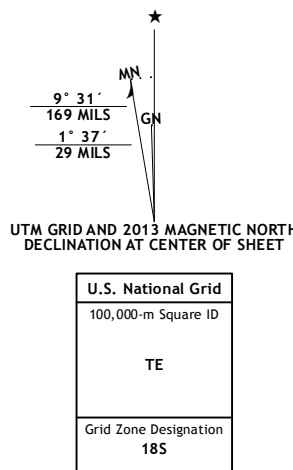 ★
MN
GN
9° 31´
169 MILS
1° 37´
29 MILS
UTM GRID AND 2013 MAGNETIC NORTH
DECLINATION AT CENTER OF SHEET
U.S. National Grid
100,000-m Square ID
TE
Grid Zone Designation
18S